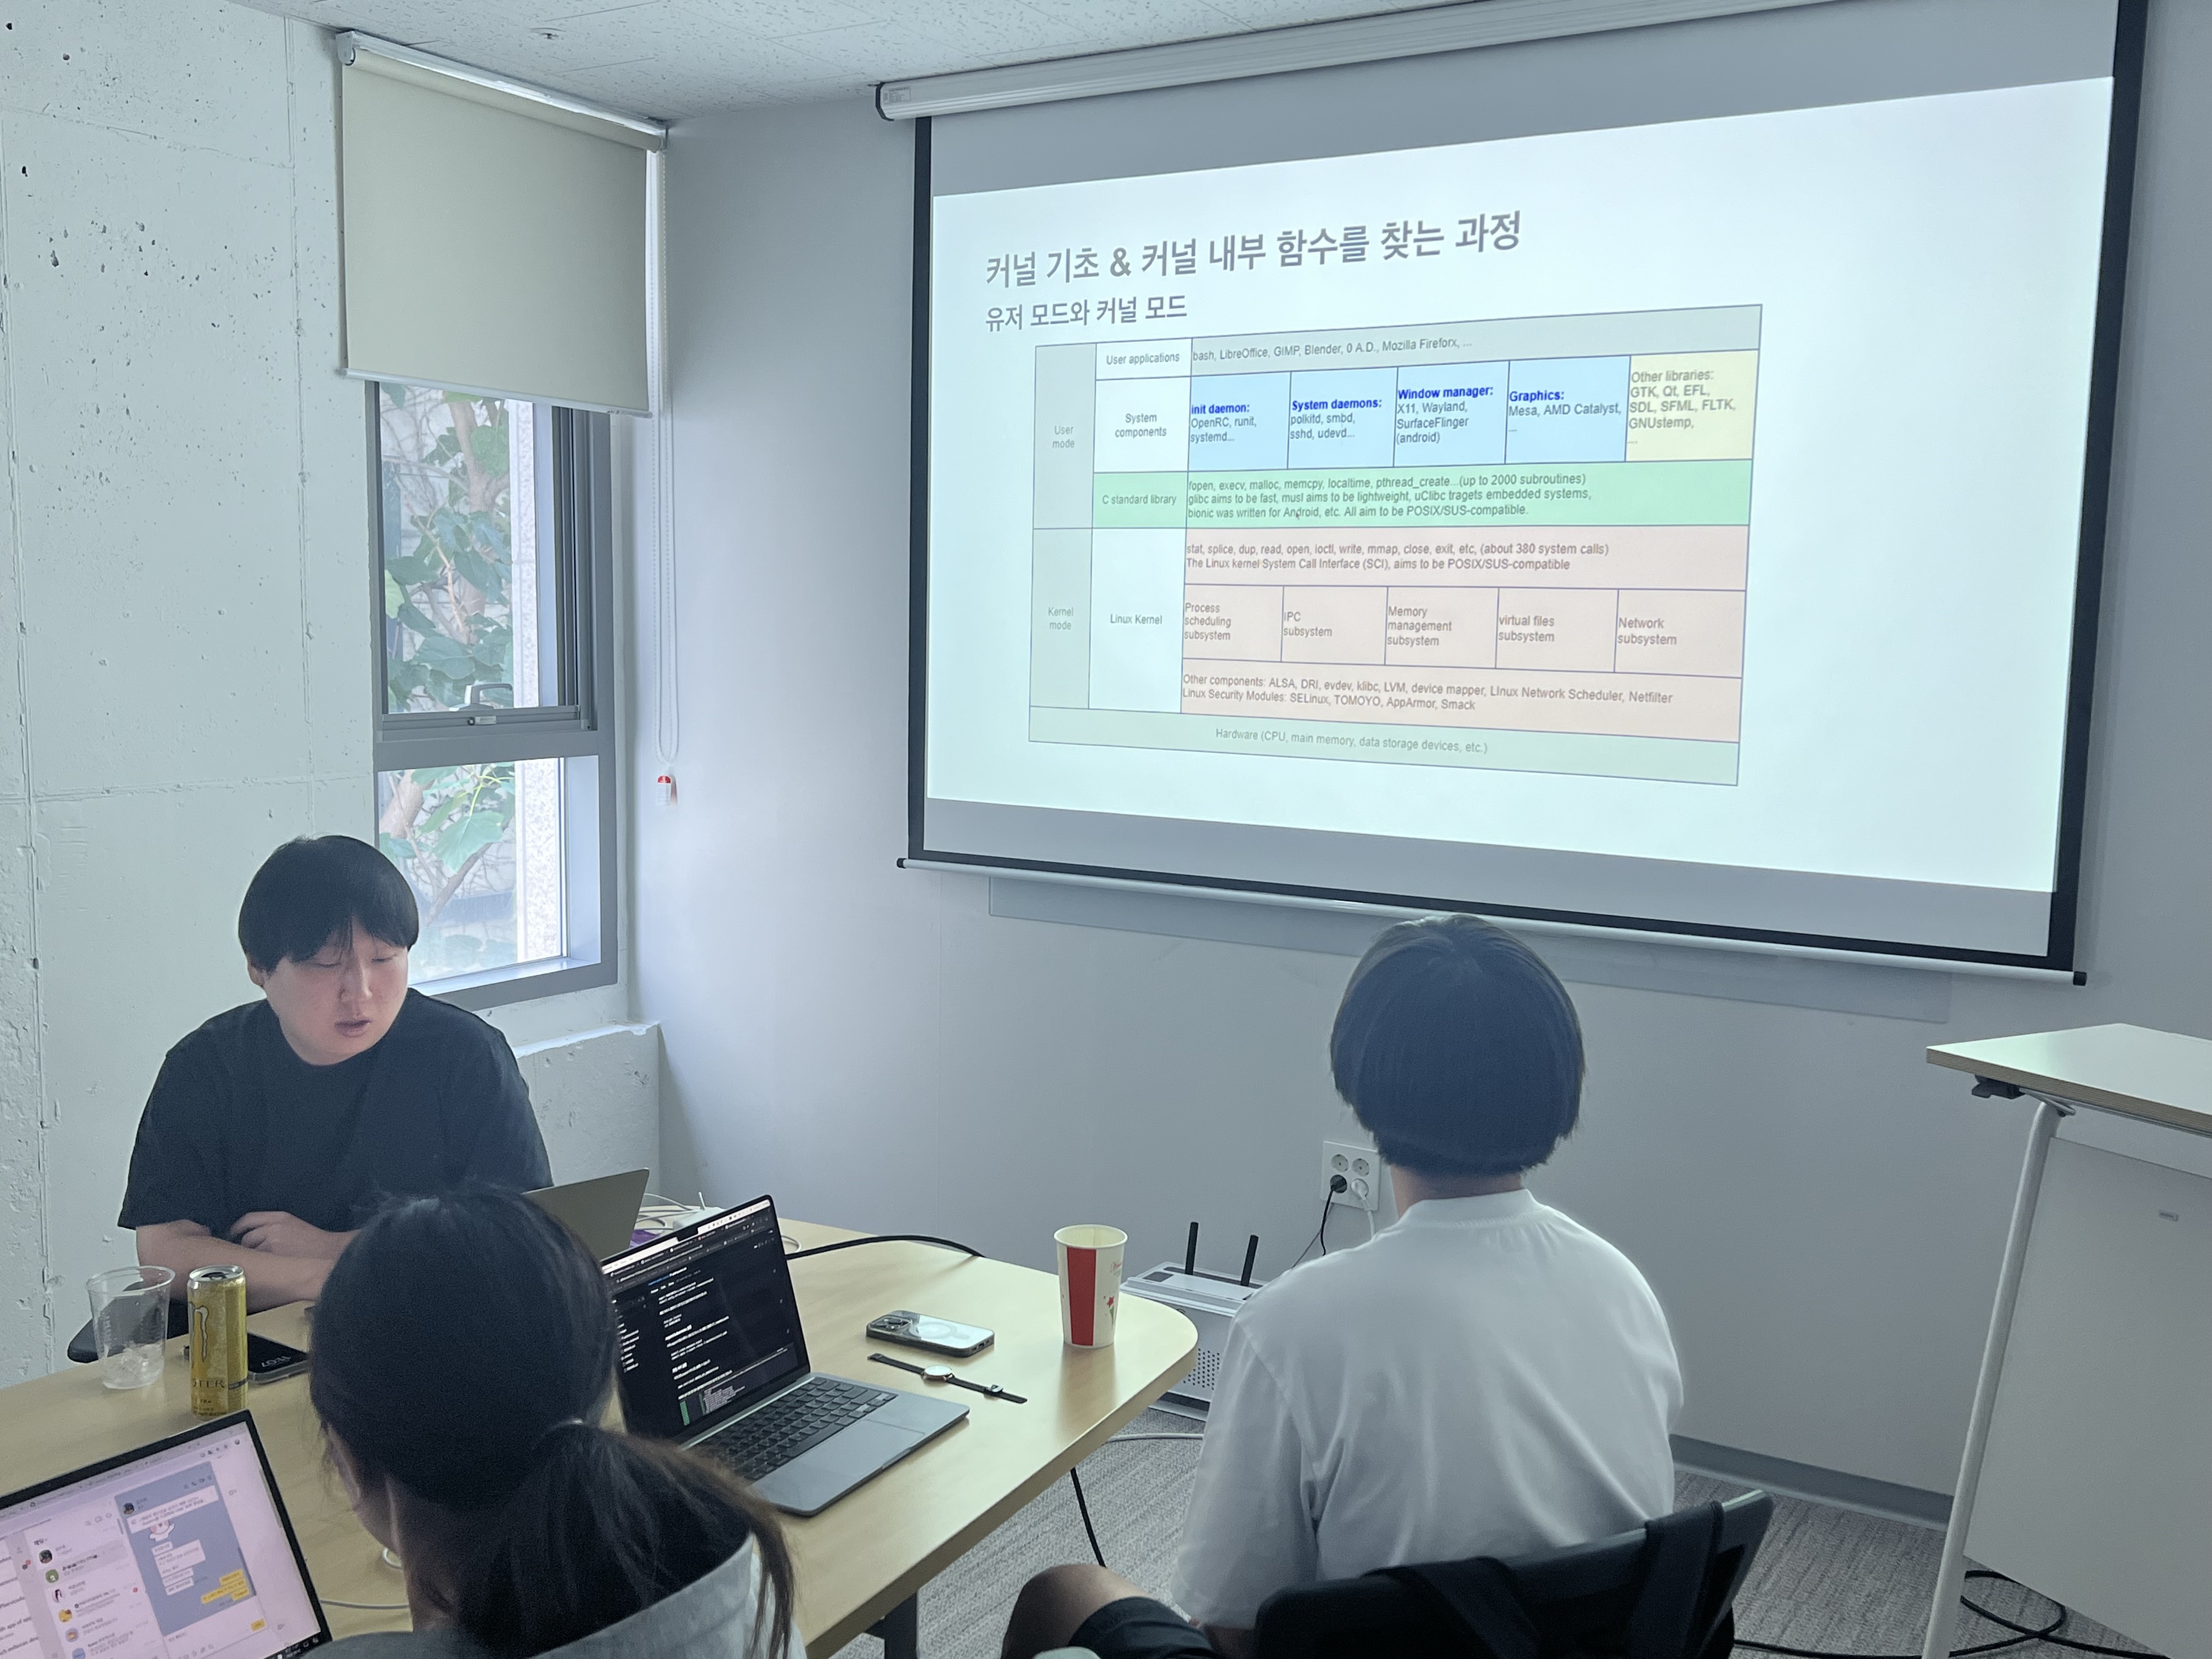 커널 기초 & 커널 내부 함수를 찾는 과정
유저 모드와 커널 모드
User mode
User applications
bash, LibreOffice, GIMP, Blender, 0 A.D., Mozilla Fireforx, ...
System components
init daemon:
OpenRC, runit,
systemd...
System daemons:
polkitd, smbd,
sshd, udevd...
Window manager:
X11, Wayland,
SurfaceFlinger
(android)
Graphics:
Mesa, AMD Catalyst,
...
Other libraries:
GTK, Qt, EFL,
SDL, SFML, FLTK,
GNUstemp,
...
C standard library
fopen, execv, malloc, memcpy, localtime, pthread_create...(up to 2000 subroutines)
glibc aims to be fast, musl aims to be lightweight, uClibc tragets embedded systems,
bionic was written for Android, etc. All aim to be POSIX/SUS-compatible.
Kernel mode
Linux Kernel
stat, splice, dup, read, open, ioctl, write, mmap, close, exit, etc, (about 380 system calls)
The Linux kernel System Call Interface (SCI), aims to be POSIX/SUS-compatible
Process
scheduling
subsystem
IPC
subsystem
Memory
management
subsystem
virtual files
subsystem
Network
subsystem
Other components: ALSA, DRI, evdev, klibc, LVM, device mapper, LInux Network Scheduler, Netfilter
Linux Security Modules: SELinux, TOMOYO, AppArmor, Smack
Hardware (CPU, main memory, data storage devices, etc.)